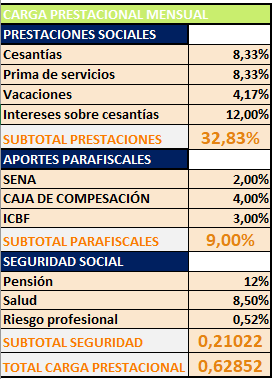 CARGA PRESTACIONAL MENSUAL
PRESTACIONES SOCIALES
Cesantías 8,33%
Prima de servicios 8,33%
Vacaciones 4,17%
Intereses sobre cesantías 12,00%
SUBTOTAL PRESTACIONES 32,83%
APORTES PARAFISCALES
SENA 2,00%
CAJA DE COMPESACIÓN 4,00%
ICBF 3,00%
SUBTOTAL PARAFISCALES 9,00%
SEGURIDAD SOCIAL
Pensión 12%
Salud 8,50%
Riesgo profesional 0,52%
SUBTOTAL SEGURIDAD 0,21022
TOTAL CARGA PRESTACIONAL 0,62852